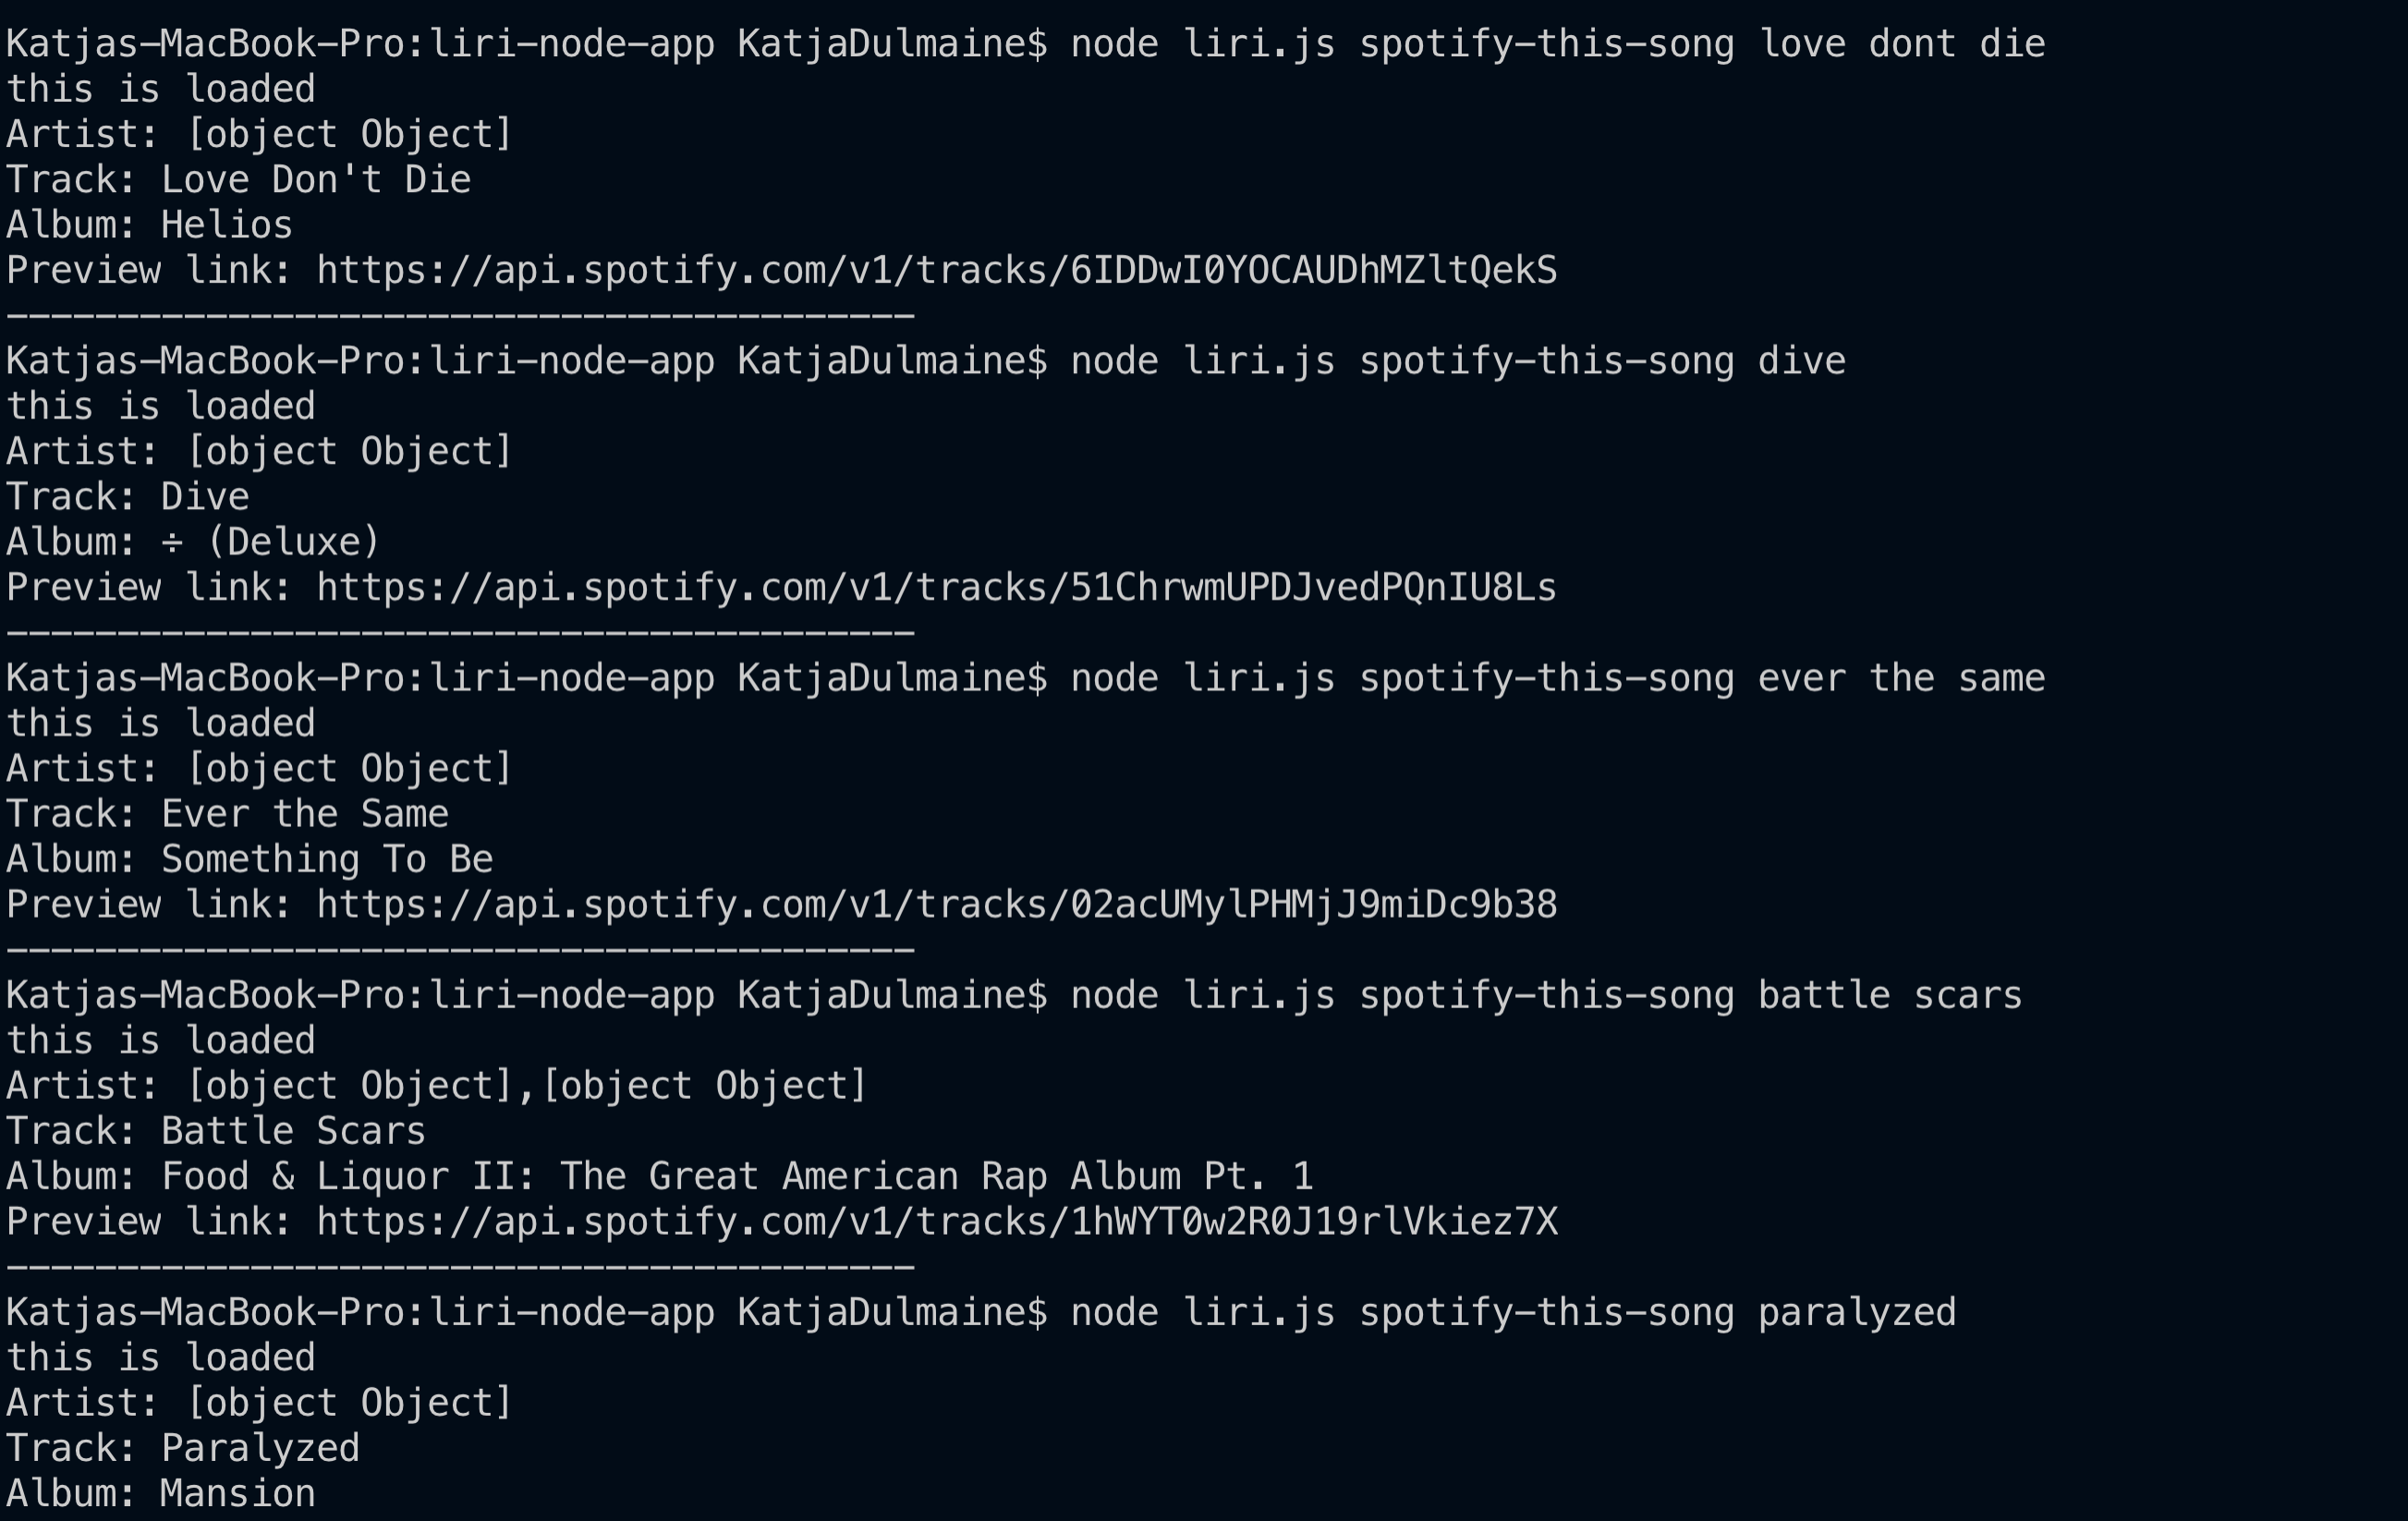 Katjas-MacBook-Pro:liri-node-app KatjaDulmaine$ node liri.js spotify-this-song love dont die
this is loaded
Artist: [object Object]
Track: Love Don't Die
Album: Helios
Preview link: https://api.spotify.com/v1/tracks/6IDDwI0YOCAUDhMZltQekS
-----------------------------------------
Katjas-MacBook-Pro:liri-node-app KatjaDulmaine$ node liri.js spotify-this-song dive
this is loaded
Artist: [object Object]
Track: Dive
Album: ÷ (Deluxe)
Preview link: https://api.spotify.com/v1/tracks/51ChrwmUPDJvedPQnIU8Ls
-----------------------------------------
Katjas-MacBook-Pro:liri-node-app KatjaDulmaine$ node liri.js spotify-this-song ever the same
this is loaded
Artist: [object Object]
Track: Ever the Same
Album: Something To Be
Preview link: https://api.spotify.com/v1/tracks/02acUMylPHMjJ9miDc9b38
-----------------------------------------
Katjas-MacBook-Pro:liri-node-app KatjaDulmaine$ node liri.js spotify-this-song battle scars
this is loaded
Artist: [object Object],[object Object]
Track: Battle Scars
Album: Food & Liquor II: The Great American Rap Album Pt. 1
Preview link: https://api.spotify.com/v1/tracks/1hWYT0w2R0J19rlVkiez7X
-----------------------------------------
Katjas-MacBook-Pro:liri-node-app KatjaDulmaine$ node liri.js spotify-this-song paralyzed
this is loaded
Artist: [object Object]
Track: Paralyzed
Album: Mansion